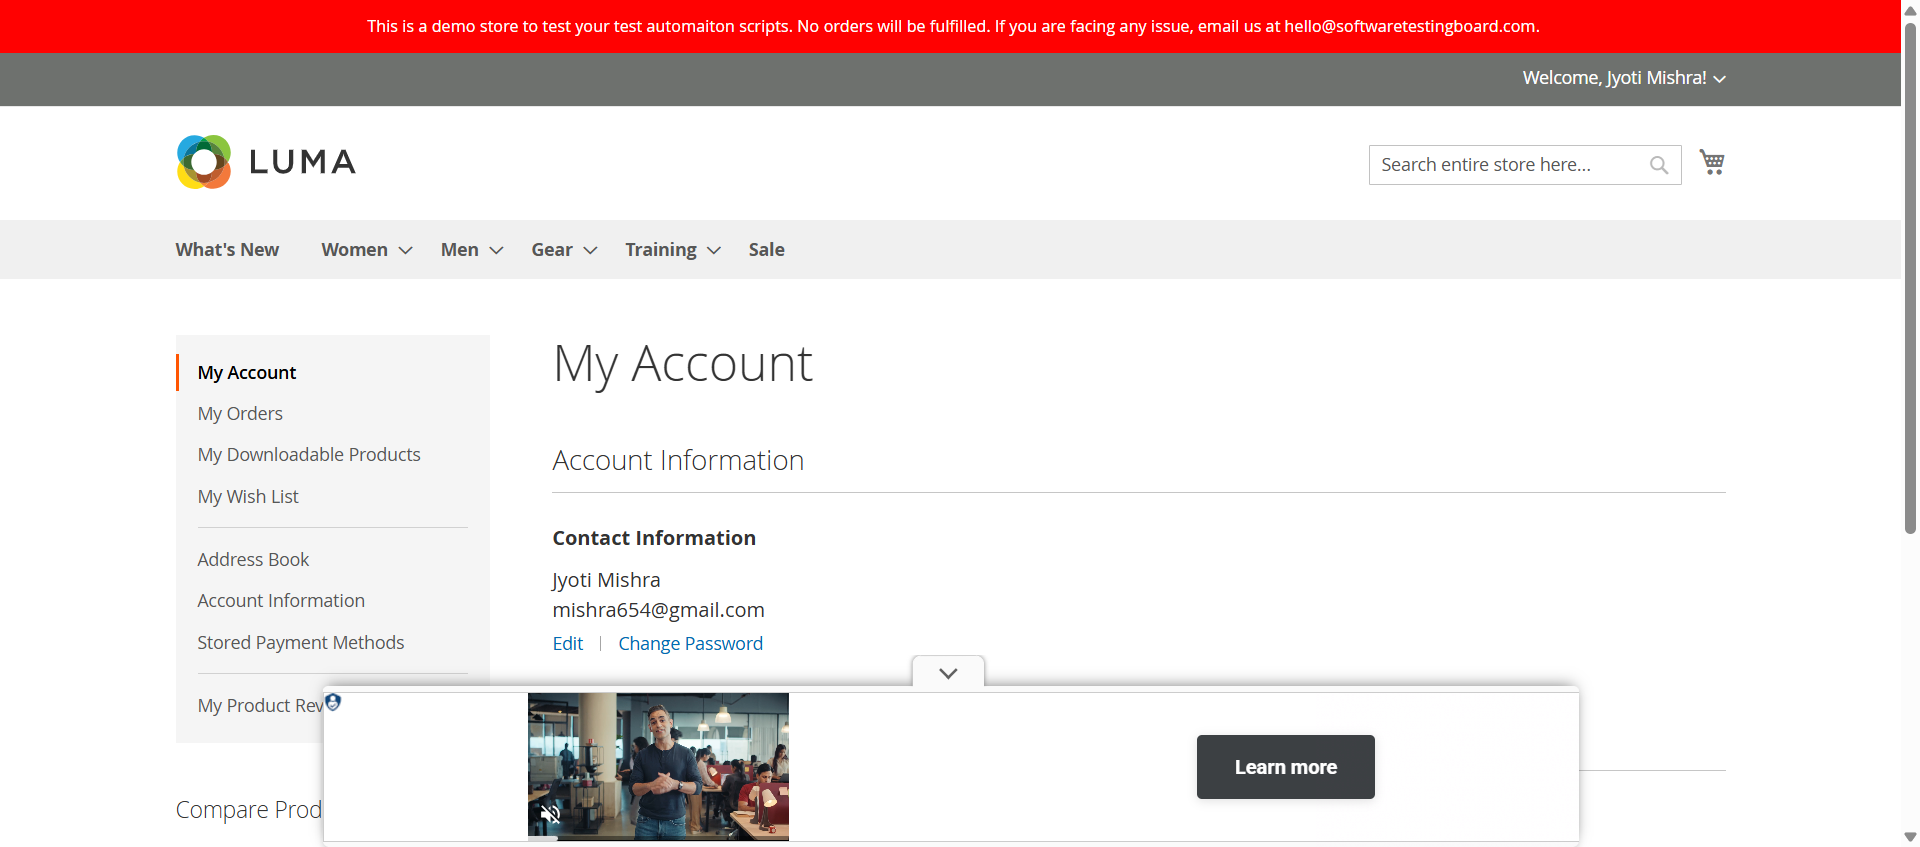 This is a demo store to test your test automaiton scripts. No orders will be fulfilled. If you are facing any issue, email us at hello@softwaretestingboard.com.
Welcome, Jyoti Mishra!
LUMA
Search entire store here...
What's New Women Men Gear Training Sale
My Account
My Orders
My Downloadable Products
My Wish List
Address Book
Account Information
Stored Payment Methods
My Product Rev
Compare Prod
My Account
Account Information
Contact Information
Jyoti Mishra
mishra654@gmail.com
Edit | Change Password
Learn more